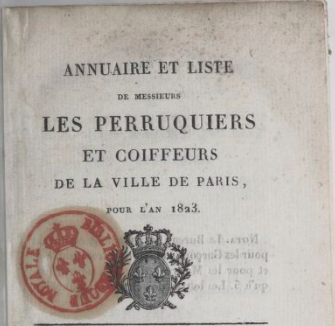 ANNUAIRE ET LISTE
DE MESSIEURS
LES PERRUQUIERS
ET COIFFEURS
DE LA VILLE DE PARIS,
POUR L'AN 1823.